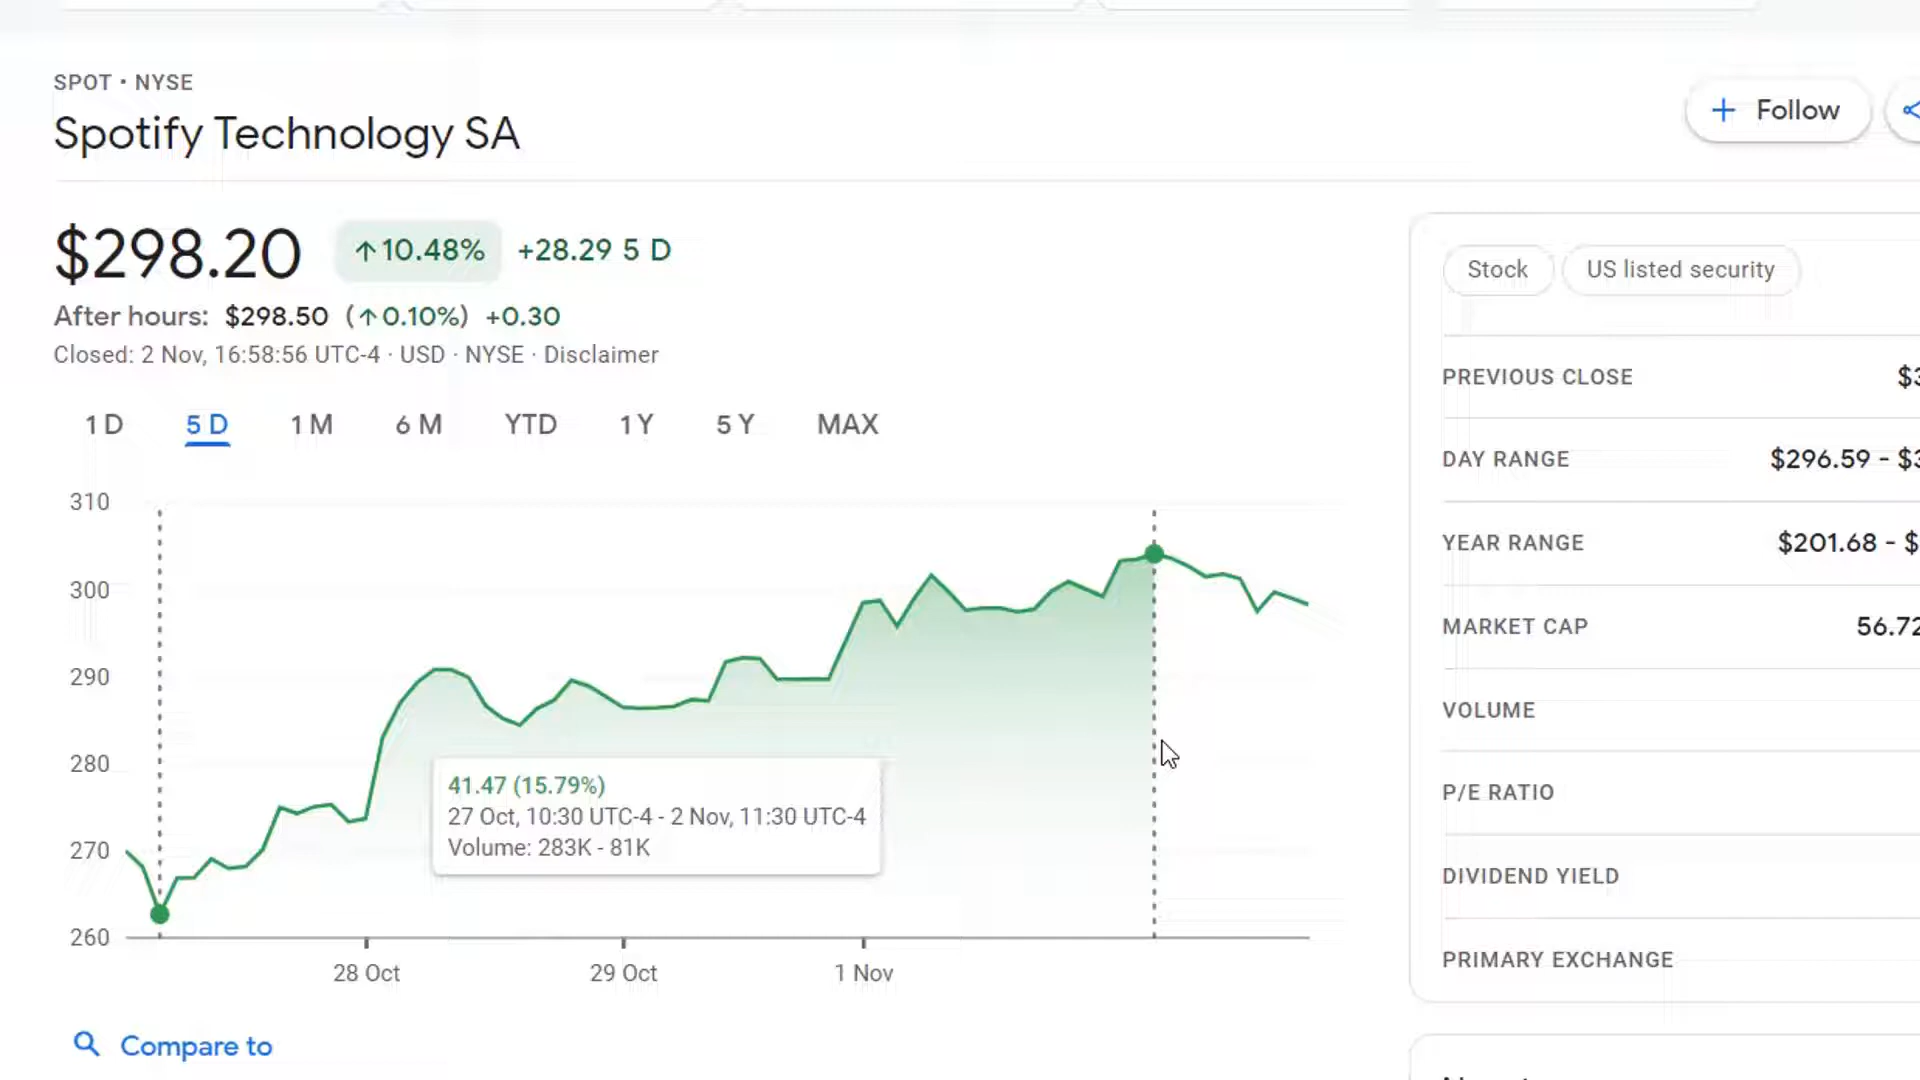 SPOT • NYSE
Spotify Technology SA
+ Follow
$298.20 ↑10.48% +28.29 5 D
After hours: $298.50 (↑0.10%) +0.30
Closed: 2 Nov, 16:58:56 UTC-4 · USD · NYSE · Disclaimer
1 D 5 D 1 M 6 M YTD 1 Y 5 Y MAX
310
300
290
280
270
260
41.47 (15.79%)
27 Oct, 10:30 UTC-4 - 2 Nov, 11:30 UTC-4
Volume: 283K - 81K
28 Oct 29 Oct 1 Nov
Compare to
Stock US listed security
PREVIOUS CLOSE $3
DAY RANGE $296.59 - $3
YEAR RANGE $201.68 - $
MARKET CAP 56.72
VOLUME
P/E RATIO
DIVIDEND YIELD
PRIMARY EXCHANGE